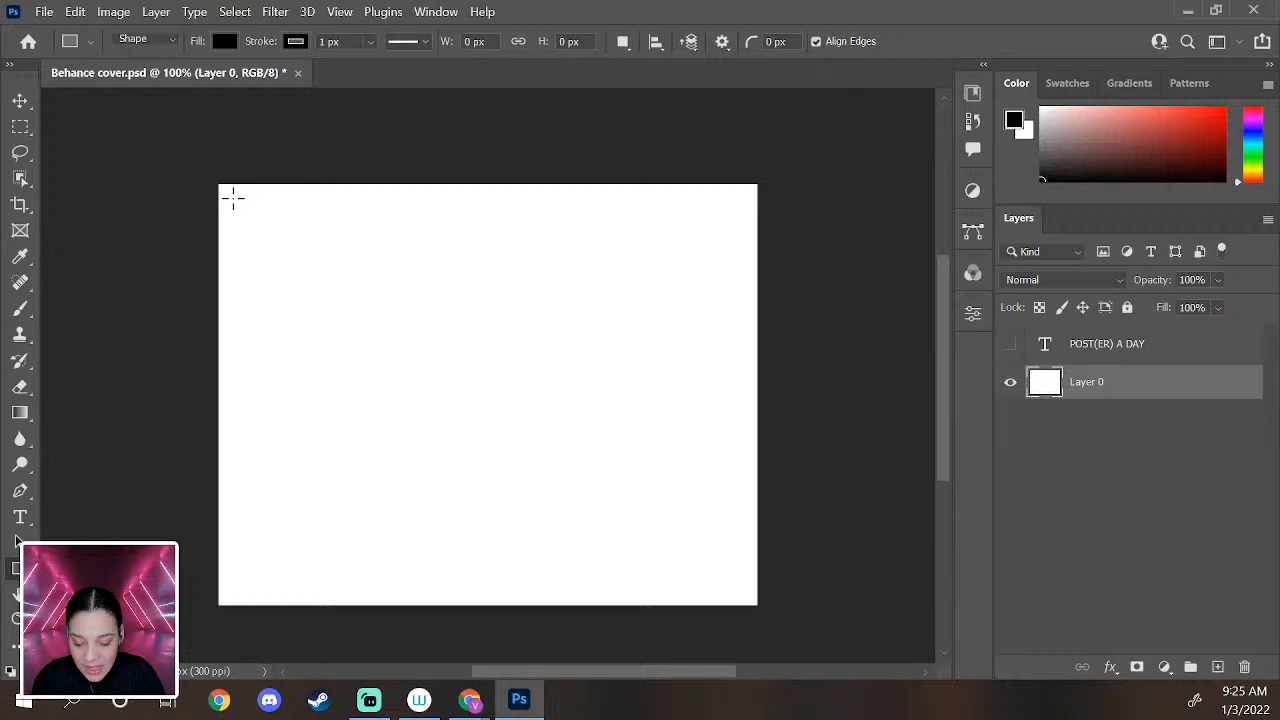 Ps File Edit Image Layer Type Select Filter 3D View Plugins Window Help
Shape Fill: Stroke: 1 px W: 0 px H: 0 px 0 px Align Edges
Behance cover.psd @ 100% (Layer 0, RGB/8) *
Color Swatches Gradients Patterns
Layers
Kind
Normal Opacity: 100%
Lock: Fill: 100%
T POST(ER) A DAY
Layer 0
px (300 ppi)
Ps
9:25 AM
1/3/2022